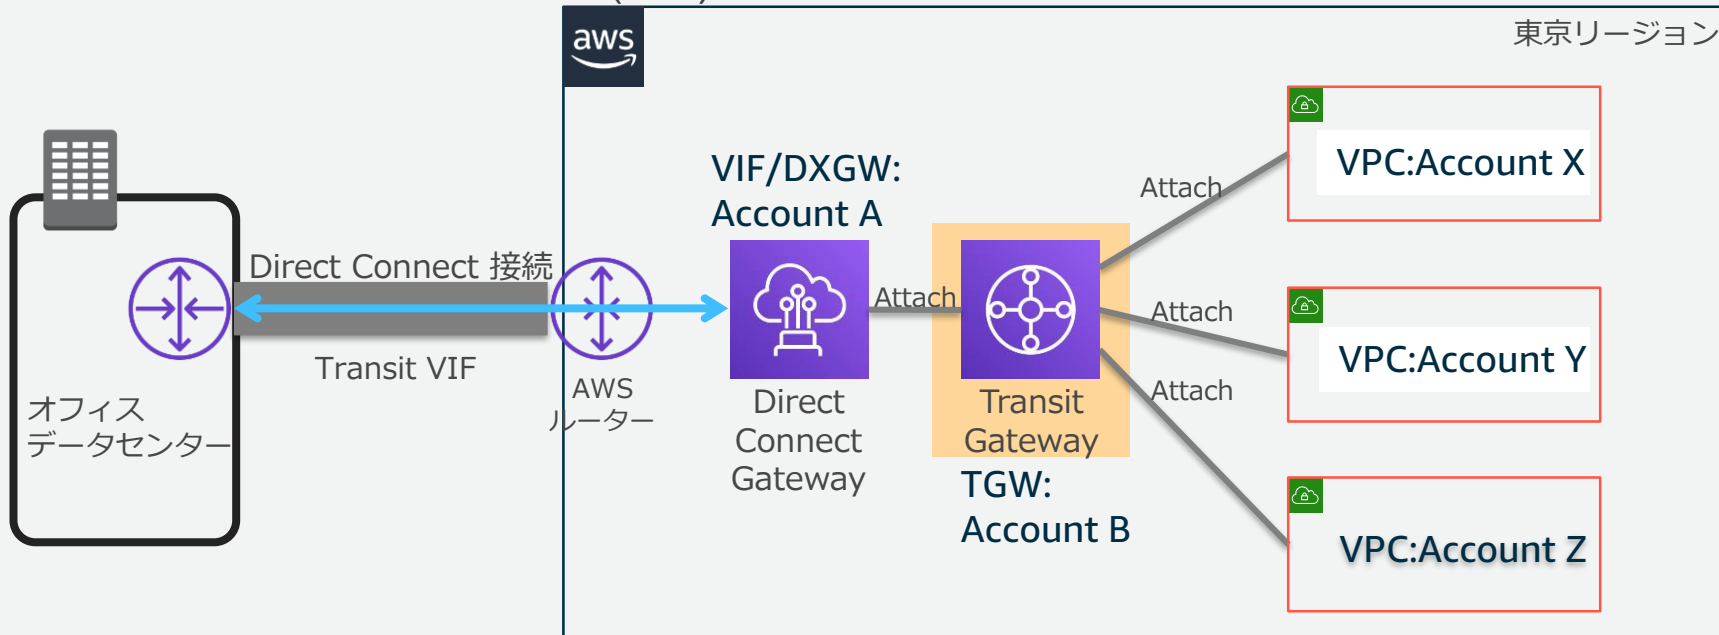 aws
東京リージョン
VPC:Account X
VIF/DXGW:
Account A
Attach
Direct Connect 接続
Attach
Attach
VPC:Account Y
Transit VIF
AWS
ルーター
Attach
オフィス
データセンター
Direct
Connect
Gateway
Transit
Gateway
TGW:
Account B
VPC:Account Z